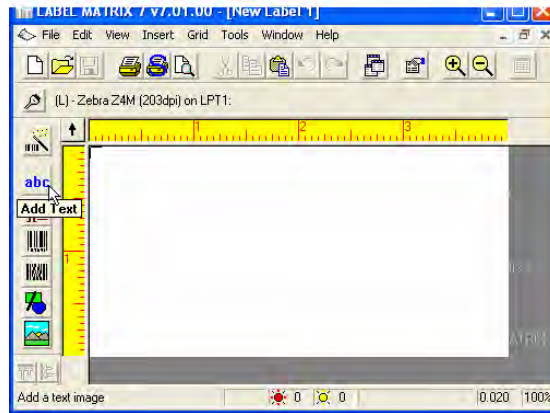 LABEL MATRIX 7 v7.01.00 - [New Label 1]
File Edit View Insert Grid Tools Window Help
(L) - Zebra Z4M (203dpi) on LPT1:
1 2 3
abc
Add Text
1
Add a text image 0 0 0.020 100%